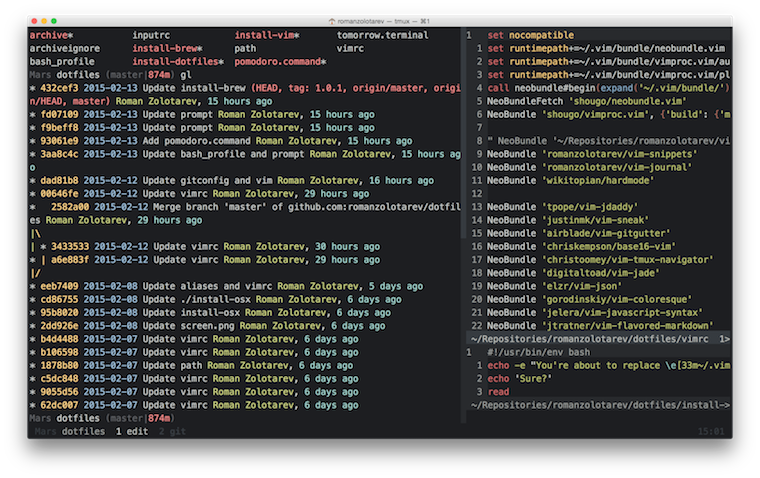 romanzolotarev — tmux — ⌘1
archive*          inputrc           install-vim*      tomorrow.terminal
archiveignore     install-brew*     path              vimrc
bash_profile      install-dotfiles* pomodoro.command*
Mars dotfiles (master|874m) gl
* 432cef3 2015-02-13 Update install-brew (HEAD, tag: 1.0.1, origin/master, origi
n/HEAD, master) Roman Zolotarev, 15 hours ago
* fd07109 2015-02-13 Update prompt Roman Zolotarev, 15 hours ago
* f9beff8 2015-02-13 Update prompt Roman Zolotarev, 15 hours ago
* 93061e9 2015-02-13 Add pomodoro.command Roman Zolotarev, 15 hours ago
* 3aa8c4c 2015-02-13 Update bash_profile and prompt Roman Zolotarev, 15 hours ag
o
* dad81b8 2015-02-12 Update gitconfig and vim Roman Zolotarev, 16 hours ago
* 00646fe 2015-02-12 Update vimrc Roman Zolotarev, 29 hours ago
*   2582a00 2015-02-12 Merge branch 'master' of github.com:romanzolotarev/dotfil
es Roman Zolotarev, 29 hours ago
|\
| * 3433533 2015-02-12 Update vimrc Roman Zolotarev, 30 hours ago
* | a6e883f 2015-02-12 Update vimrc Roman Zolotarev, 29 hours ago
|/
* eeb7409 2015-02-08 Update aliases and vimrc Roman Zolotarev, 5 days ago
* cd86755 2015-02-08 Update ./install-osx Roman Zolotarev, 6 days ago
* 95b8020 2015-02-08 Update install-osx Roman Zolotarev, 6 days ago
* 2dd926e 2015-02-08 Update screen.png Roman Zolotarev, 6 days ago
* b4d4488 2015-02-07 Update vimrc Roman Zolotarev, 6 days ago
* b106598 2015-02-07 Update vimrc Roman Zolotarev, 6 days ago
* 1878b80 2015-02-07 Update path Roman Zolotarev, 6 days ago
* c5dc848 2015-02-07 Update vimrc Roman Zolotarev, 6 days ago
* 9055d56 2015-02-07 Update vimrc Roman Zolotarev, 6 days ago
* 62dc007 2015-02-07 Update vimrc Roman Zolotarev, 6 days ago
Mars dotfiles (master|874m)
1   set nocompatible
1 set runtimepath+=~/.vim/bundle/neobundle.vim
2 set runtimepath+=~/.vim/bundle/vimproc.vim/au
3 set runtimepath+=~/.vim/bundle/vimproc.vim/pl
4 call neobundle#begin(expand('~/.vim/bundle/')
5 NeoBundleFetch 'shougo/neobundle.vim'
6 NeoBundle 'shougo/vimproc.vim', {'build': {'m
7
8 " NeoBundle '~/Repositories/romanzolotarev/vi
9 NeoBundle 'romanzolotarev/vim-snippets'
10 NeoBundle 'romanzolotarev/vim-journal'
11 NeoBundle 'wikitopian/hardmode'
12
13 NeoBundle 'tpope/vim-jdaddy'
14 NeoBundle 'justinmk/vim-sneak'
15 NeoBundle 'airblade/vim-gitgutter'
16 NeoBundle 'chriskempson/base16-vim'
17 NeoBundle 'christoomey/vim-tmux-navigator'
18 NeoBundle 'digitaltoad/vim-jade'
19 NeoBundle 'elzr/vim-json'
20 NeoBundle 'gorodinskiy/vim-coloresque'
21 NeoBundle 'jelera/vim-javascript-syntax'
22 NeoBundle 'jtratner/vim-flavored-markdown'
~/Repositories/romanzolotarev/dotfiles/vimrc  1>
1   #!/usr/bin/env bash
1 echo -e "You're about to replace \e[33m~/.vim
2 echo 'Sure?'
3 read
~/Repositories/romanzolotarev/dotfiles/install->
Mars dotfiles  1 edit  2 git 15:01